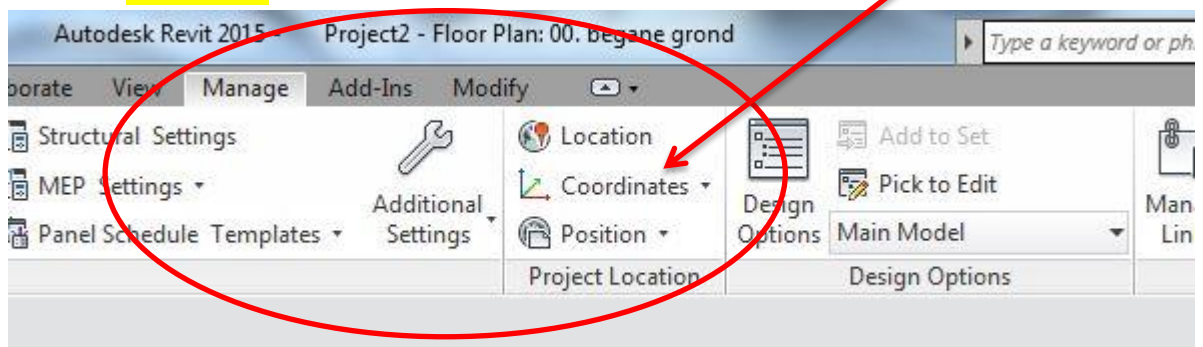 Autodesk Revit 2015 - Project2 - Floor Plan: 00. begane grond
Type a keyword or ph
porate View Manage Add-Ins Modify
Structural Settings
MEP Settings
Panel Schedule Templates
Additional
Settings
Location
Coordinates
Position
Project Location
Design
Options
Add to Set
Pick to Edit
Main Model
Design Options
Man
Lin